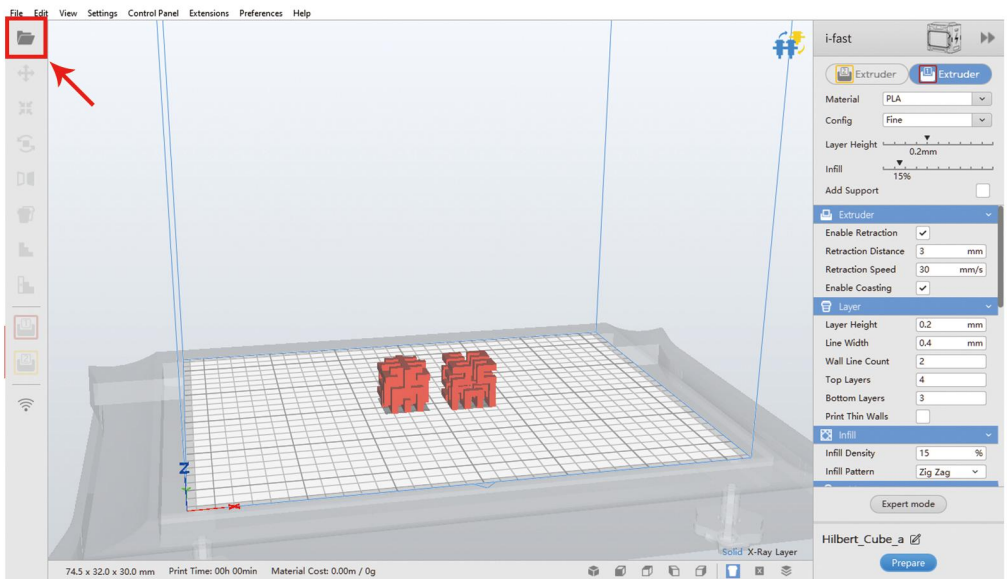 File Edit View Settings Control Panel Extensions Preferences Help
i-fast
Extruder Extruder
Material PLA
Config Fine
Layer Height
0.2mm
Infill
15%
Add Support
Extruder
Enable Retraction
Retraction Distance 3 mm
Retraction Speed 30 mm/s
Enable Coasting
Layer
Layer Height 0.2 mm
Line Width 0.4 mm
Wall Line Count 2
Top Layers 4
Bottom Layers 3
Print Thin Walls
Infill
Infill Density 15 %
Infill Pattern Zig Zag
Expert mode
Hilbert_Cube_a
Prepare
Z
Solid X-Ray Layer
74.5 x 32.0 x 30.0 mm Print Time: 00h 00min Material Cost: 0.00m / 0g